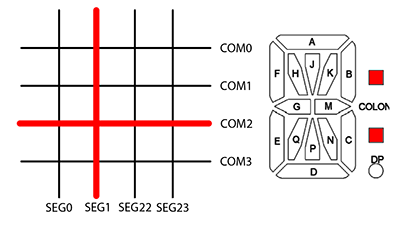 COM0
COM1
COM2
COM3
SEG0 SEG1 SEG22 SEG23
A
F H J K B
G M COLON
E Q P N C
D
DP